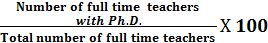 Number of full time teachers
with Ph.D.
X 100
Total number of full time teachers